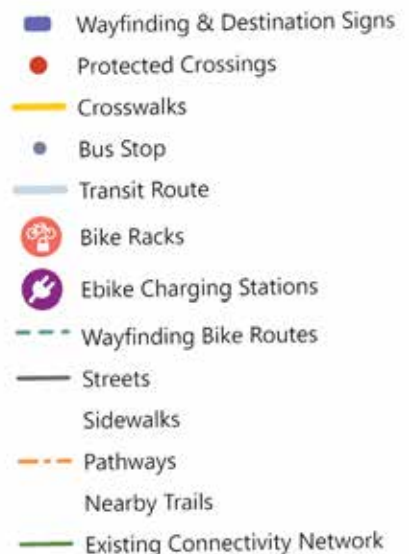 Wayfinding & Destination Signs
Protected Crossings
Crosswalks
Bus Stop
Transit Route
Bike Racks
Ebike Charging Stations
Wayfinding Bike Routes
Streets
Sidewalks
Pathways
Nearby Trails
Existing Connectivity Network